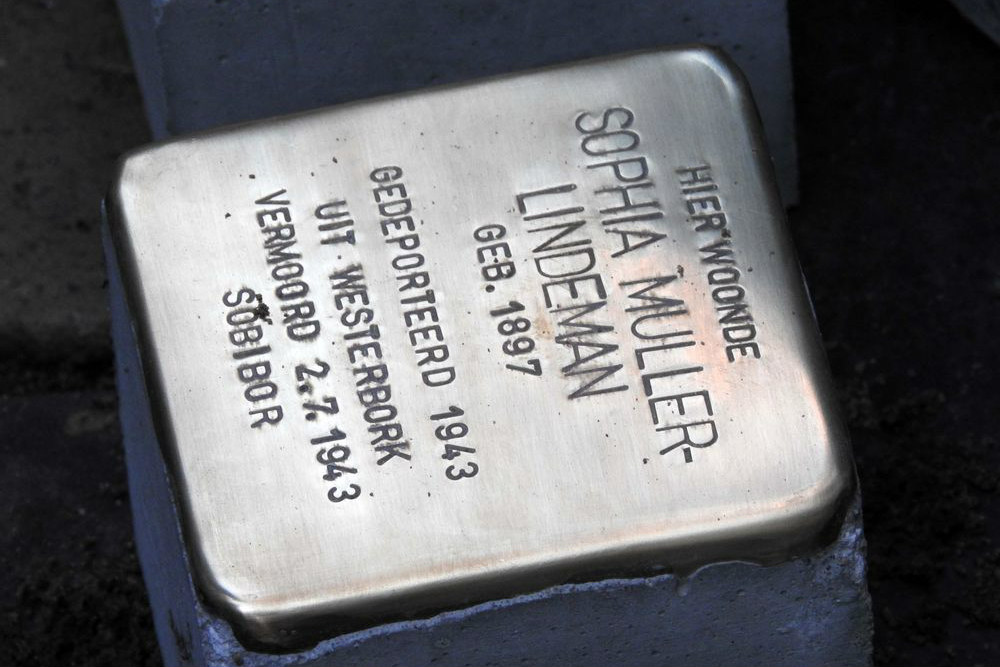 HIER WOONDE
SOPHIA MULLER-
LINDEMAN
GEB. 1897
GEDEPORTEERD 1943
UIT WESTERBORK
VERMOORD 2.7.1943
SOBIBOR